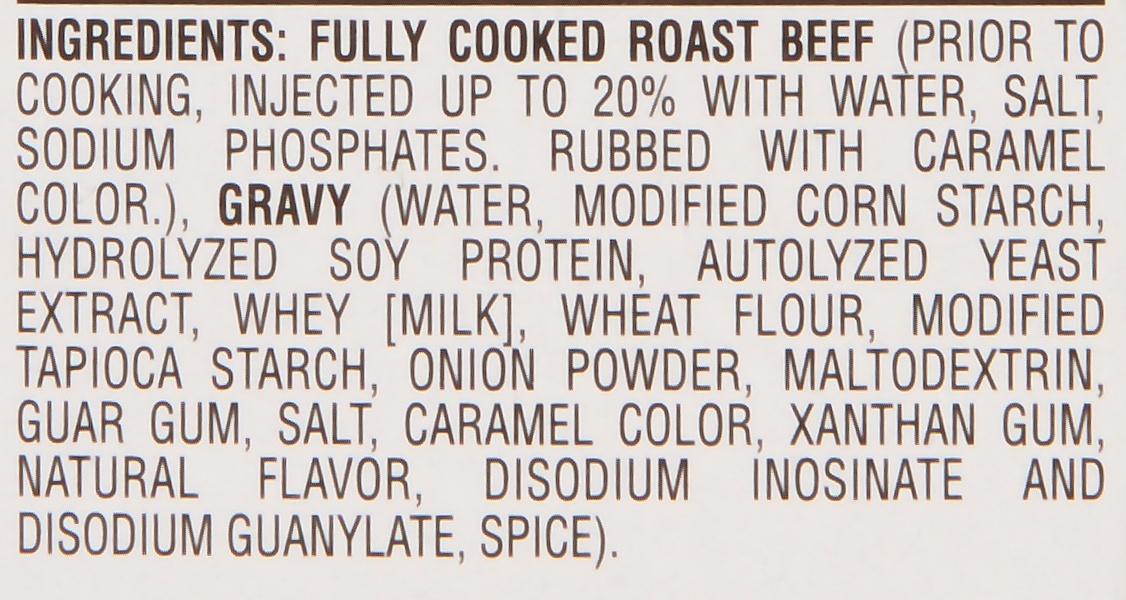 INGREDIENTS: FULLY COOKED ROAST BEEF (PRIOR TO
COOKING, INJECTED UP TO 20% WITH WATER, SALT,
SODIUM PHOSPHATES. RUBBED WITH CARAMEL
COLOR.), GRAVY (WATER, MODIFIED CORN STARCH,
HYDROLYZED SOY PROTEIN, AUTOLYZED YEAST
EXTRACT, WHEY [MILK], WHEAT FLOUR, MODIFIED
TAPIOCA STARCH, ONION POWDER, MALTODEXTRIN,
GUAR GUM, SALT, CARAMEL COLOR, XANTHAN GUM,
NATURAL FLAVOR, DISODIUM INOSINATE AND
DISODIUM GUANYLATE, SPICE).